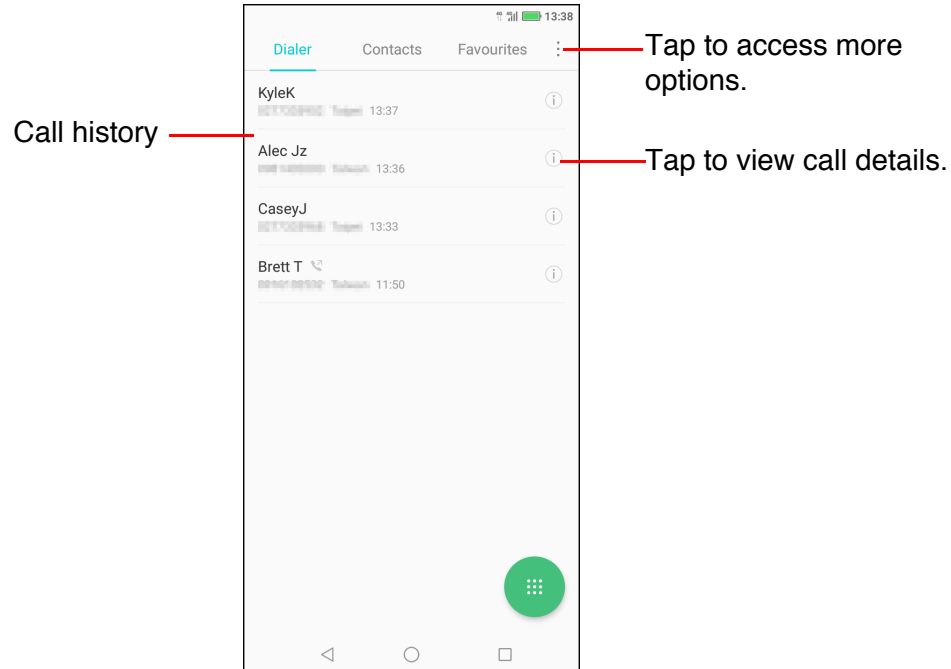 13:38
Dialer Contacts Favourites
Tap to access more
options.
KyleK
13:37
Call history
Alec Jz
13:36
Tap to view call details.
CaseyJ
13:33
Brett T
11:50